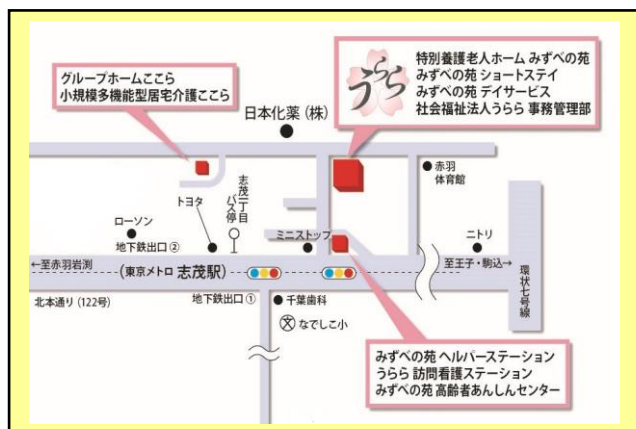 グループホームここら
小規模多機能型居宅介護ここら
うらら
特別養護老人ホーム みずべの苑
みずべの苑 ショートステイ
みずべの苑 デイサービス
社会福祉法人うらら 事務管理部
日本化薬 (株)
赤羽
体育館
志茂一丁目
バス停
トヨタ
ローソン
地下鉄出口②
ミニストップ
ニトリ
←至赤羽岩渕
(東京メトロ 志茂駅)
至王子・駒込→
環状七号線
北本通り (122号)
地下鉄出口①
千葉歯科
文 なでしこ小
みずべの苑 ヘルパーステーション
うらら 訪問看護ステーション
みずべの苑 高齢者あんしんセンター